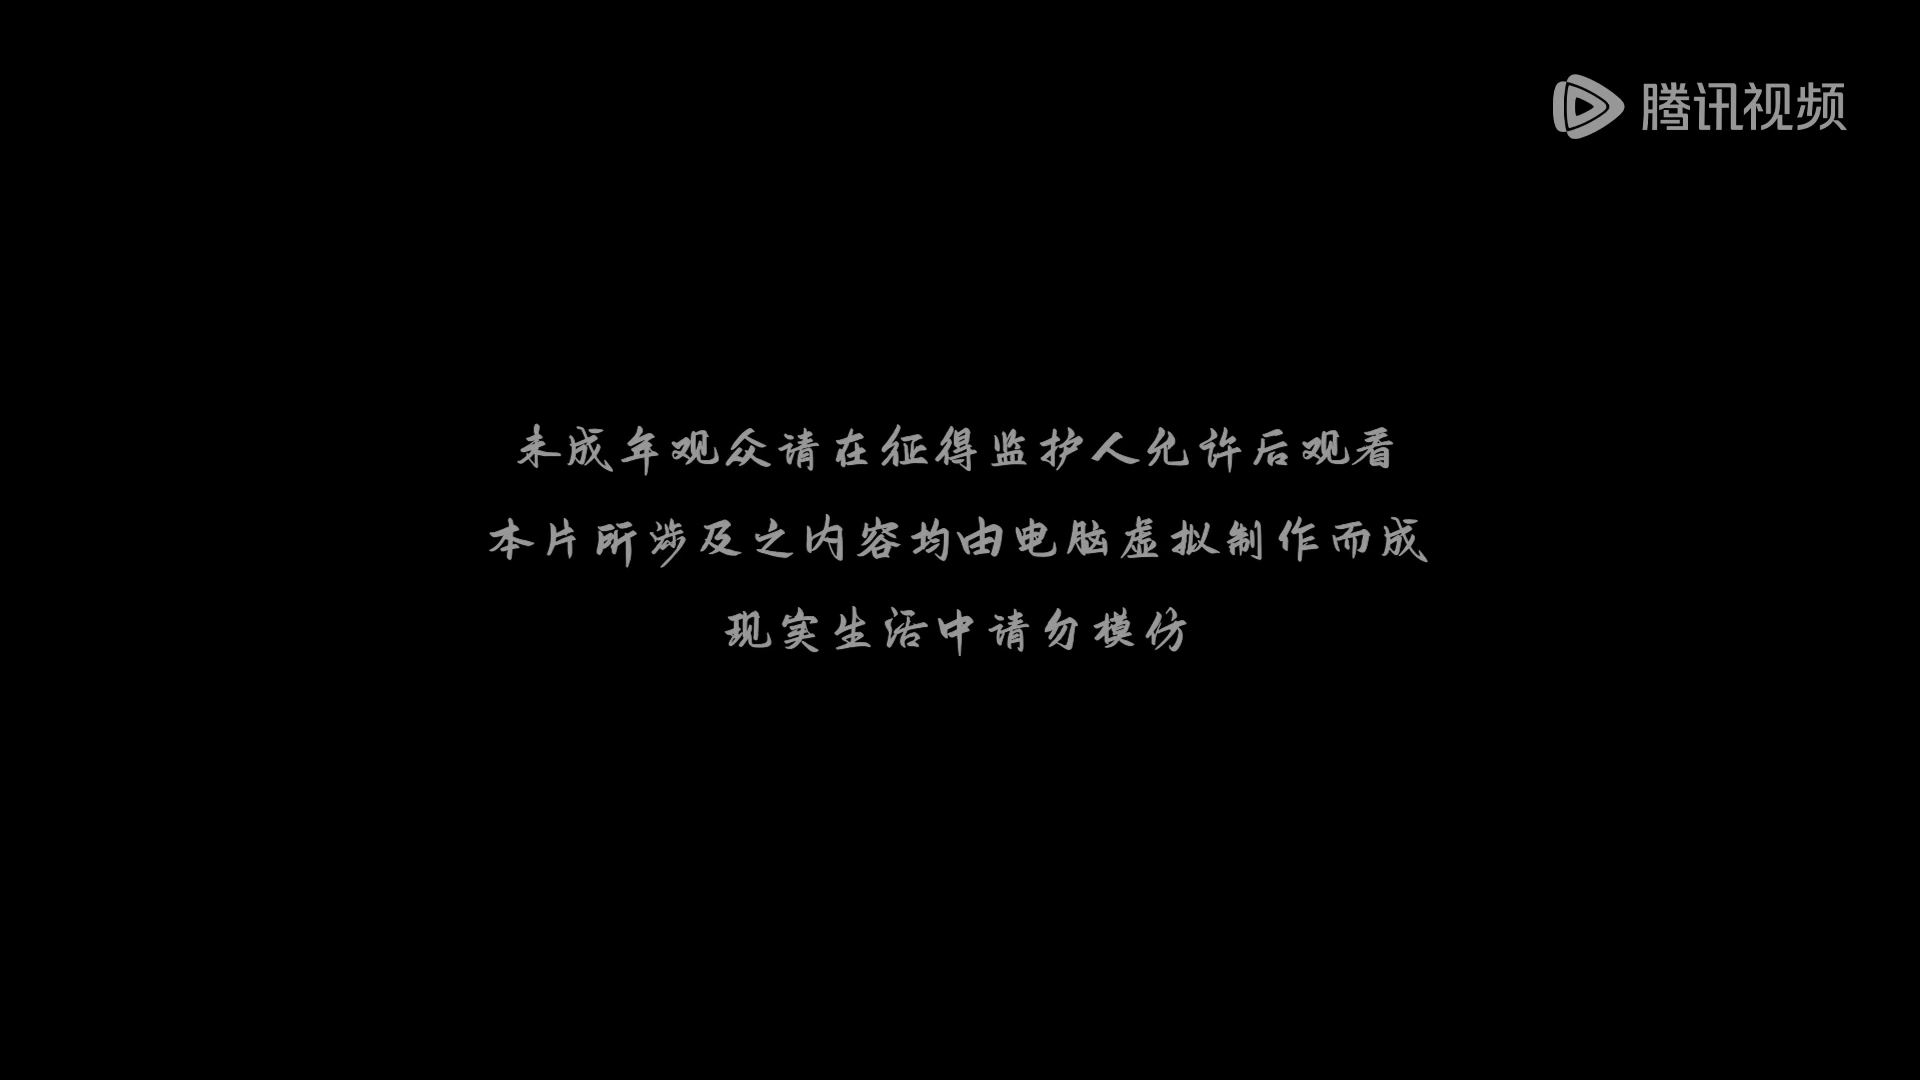 腾讯视频
未成年观众请在征得监护人允许后观看
本片所涉及之内容均由电脑虚拟制作而成
现实生活中请勿模仿